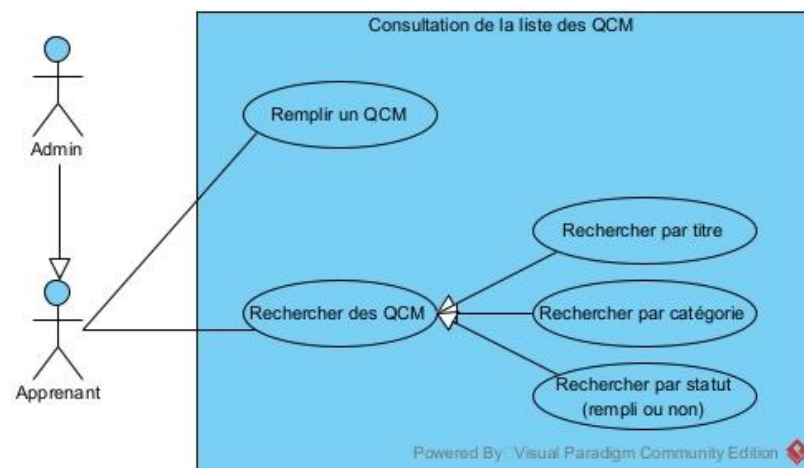 Consultation de la liste des QCM
Admin
Remplir un QCM
Rechercher par titre
Apprenant
Rechercher des QCM
Rechercher par catégorie
Rechercher par statut
(rempli ou non)
Powered By Visual Paradigm Community Edition